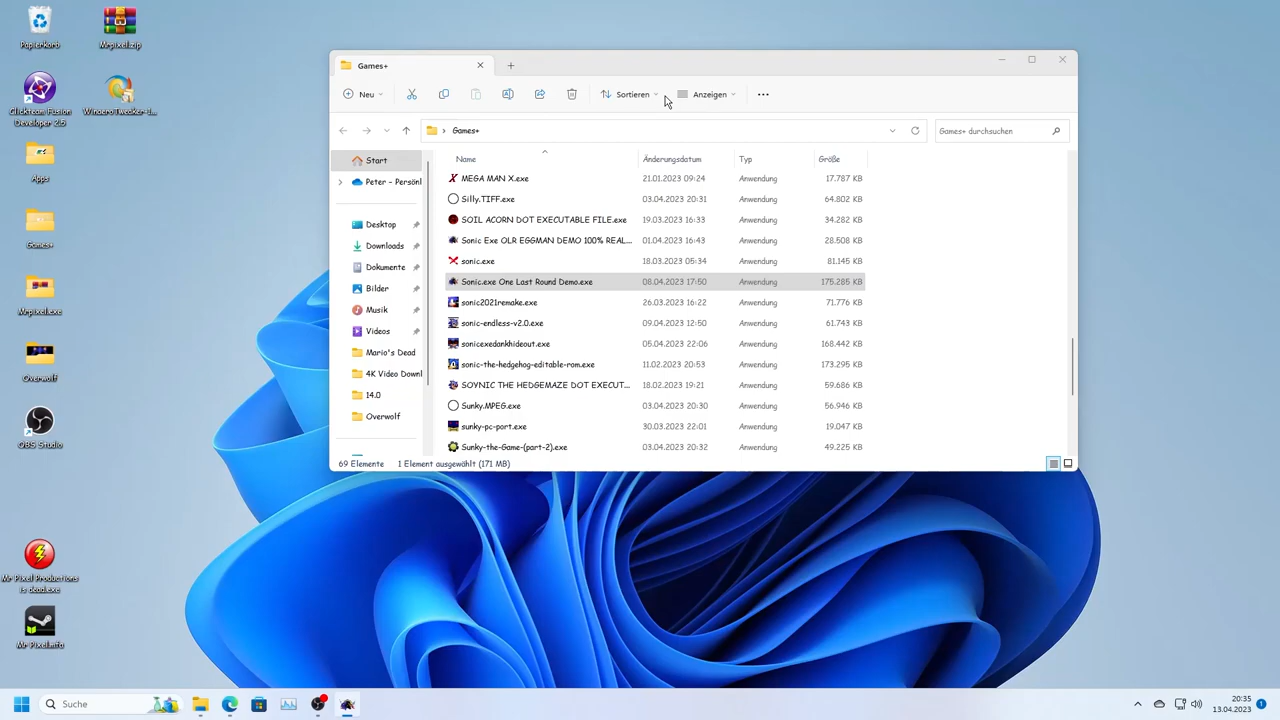 Papierkorb
Mrpixel.zip
Clickteam Fusion
Developer 2.5
Winaero Tweaker-1...
Apps
Games+
Mrpixel.exe
Overwolf
OBS Studio
Mr Pixel Productions
is dead.exe
Mr Pixel.mfa
Games+
Neu
Sortieren
Anzeigen
Games+
Games+ durchsuchen
Start
Peter – Persönl
Desktop
Downloads
Dokumente
Bilder
Musik
Videos
Mario's Dead
4K Video Downl
14.0
Overwolf
Name Änderungsdatum Typ Größe
MEGA MAN X.exe 21.01.2023 09:24 Anwendung 17.787 KB
Silly.TIFF.exe 03.04.2023 20:31 Anwendung 64.802 KB
SOIL ACORN DOT EXECUTABLE FILE.exe 19.03.2023 16:33 Anwendung 34.282 KB
Sonic Exe OLR EGGMAN DEMO 100% REAL... 01.04.2023 16:43 Anwendung 28.508 KB
sonic.exe 18.03.2023 05:34 Anwendung 81.145 KB
Sonic.exe One Last Round Demo.exe 08.04.2023 17:50 Anwendung 175.285 KB
sonic2021remake.exe 26.03.2023 16:22 Anwendung 71.776 KB
sonic-endless-v2.0.exe 09.04.2023 12:50 Anwendung 61.743 KB
sonicexedankhideout.exe 05.04.2023 22:06 Anwendung 168.442 KB
sonic-the-hedgehog-editable-rom.exe 11.02.2023 20:53 Anwendung 173.295 KB
SOYNIC THE HEDGEMAZE DOT EXECUT... 18.02.2023 19:21 Anwendung 59.686 KB
Sunky.MPEG.exe 03.04.2023 20:30 Anwendung 56.946 KB
sunky-pc-port.exe 30.03.2023 22:01 Anwendung 19.047 KB
Sunky-the-Game-(part-2).exe 03.04.2023 20:32 Anwendung 49.225 KB
69 Elemente 1 Element ausgewählt (171 MB)
Suche
20:35
13.04.2023
1